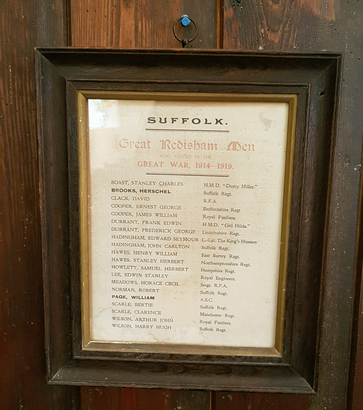 SUFFOLK.
Great Redisham Men
WHO SERVED IN THE
GREAT WAR, 1914–1919.
BOAST, STANLEY CHARLES H.M.D. "Dusty Miller."
BROOKS, HERSCHEL Suffolk Regt.
CLACK, DAVID R.F.A.
COOPER, ERNEST GEORGE Bedfordshire Regt.
COOPER, JAMES WILLIAM Royal Fusiliers.
DURRANT, FRANK EDWIN H.M.D.
DURRANT, FREDERICK GEORGE Lincolnshire Regt.
HADINGHAM, EDWARD SEYMOUR L.-Cpl. The King's Hussars
HADINGHAM, JOHN CARLTON Suffolk Regt.
HAWES, HENRY WILLIAM East Surrey Regt.
HAWES, STANLEY HERBERT Northamptonshire Regt.
HOWLETT, SAMUEL HERBERT Hampshire Regt.
LEE, EDWIN STANLEY Royal Engineers.
MEADOWS, HORACE CECIL Sergt. R.F.A.
NORMAN, ROBERT Suffolk Regt.
PAGE, WILLIAM A.S.C.
SCARLE, BERTIE Suffolk Regt.
SCARLE, CLARENCE Manchester Regt.
WILSON, ARTHUR JOHN Royal Fusiliers.
WILSON, HARRY HUGH Suffolk Regt.